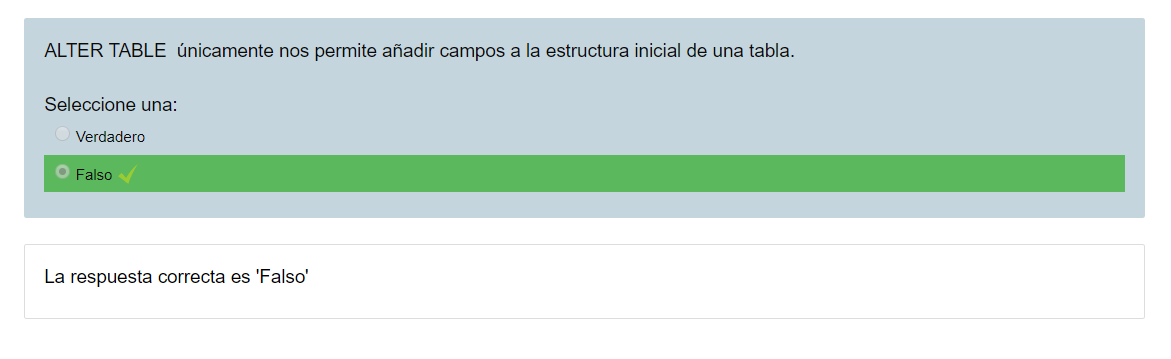 ALTER TABLE  únicamente nos permite añadir campos a la estructura inicial de una tabla.
Seleccione una:
Verdadero
Falso
La respuesta correcta es 'Falso'